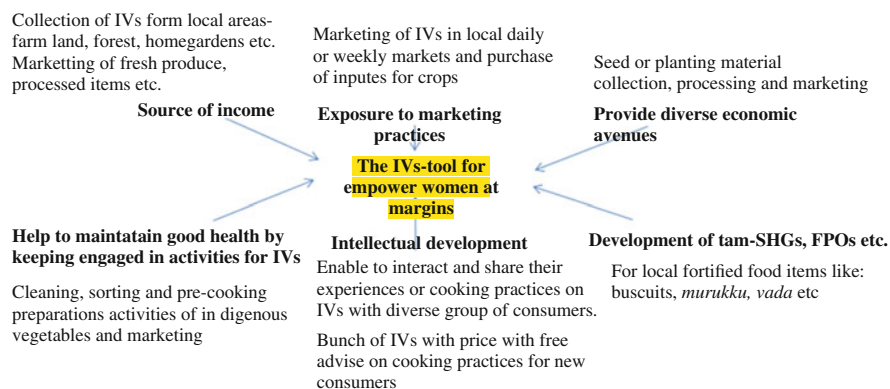 Collection of IVs form local areas-
farm land, forest, homegardens etc.
Marketting of fresh produce,
processed items etc.
Source of income
Marketing of IVs in local daily
or weekly markets and purchase
of inputes for crops
Exposure to marketing
practices
Seed or planting material
collection, processing and marketing
Provide diverse economic
avenues
The IVs-tool for
empower women at
margins
Help to maintatain good health by
keeping engaged in activities for IVs
Cleaning, sorting and pre-cooking
preparations activities of in digenous
vegetables and marketing
Intellectual development
Enable to interact and share their
experiences or cooking practices on
IVs with diverse group of consumers.
Bunch of IVs with price with free
advise on cooking practices for new
consumers
Development of tam-SHGs, FPOs etc.
For local fortified food items like:
buscuits, murukku, vada etc